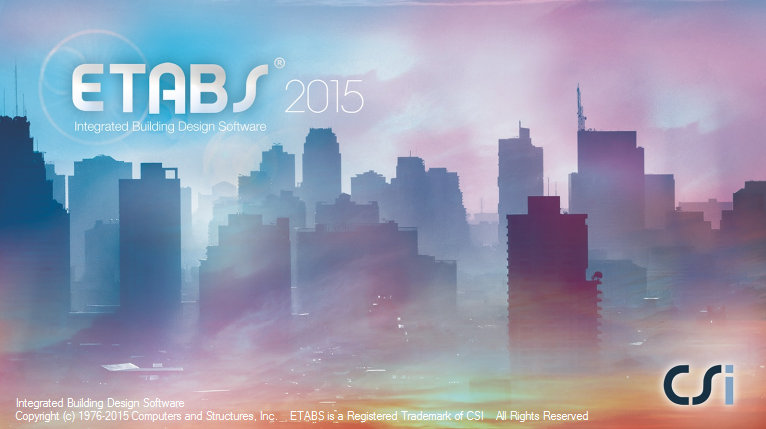 ETABS® 2015
Integrated Building Design Software
CSi
Integrated Building Design Software
Copyright (c) 1976-2015 Computers and Structures, Inc. _ ETABS is a Registered Trademark of CSI All Rights Reserved